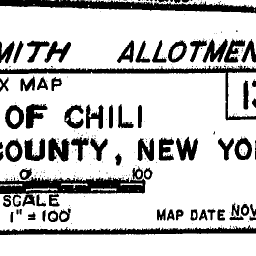 MITH ALLOTMEN
X MAP
OF CHILI
COUNTY, NEW YO
0 100
SCALE
1" = 100'
MAP DATE NOV